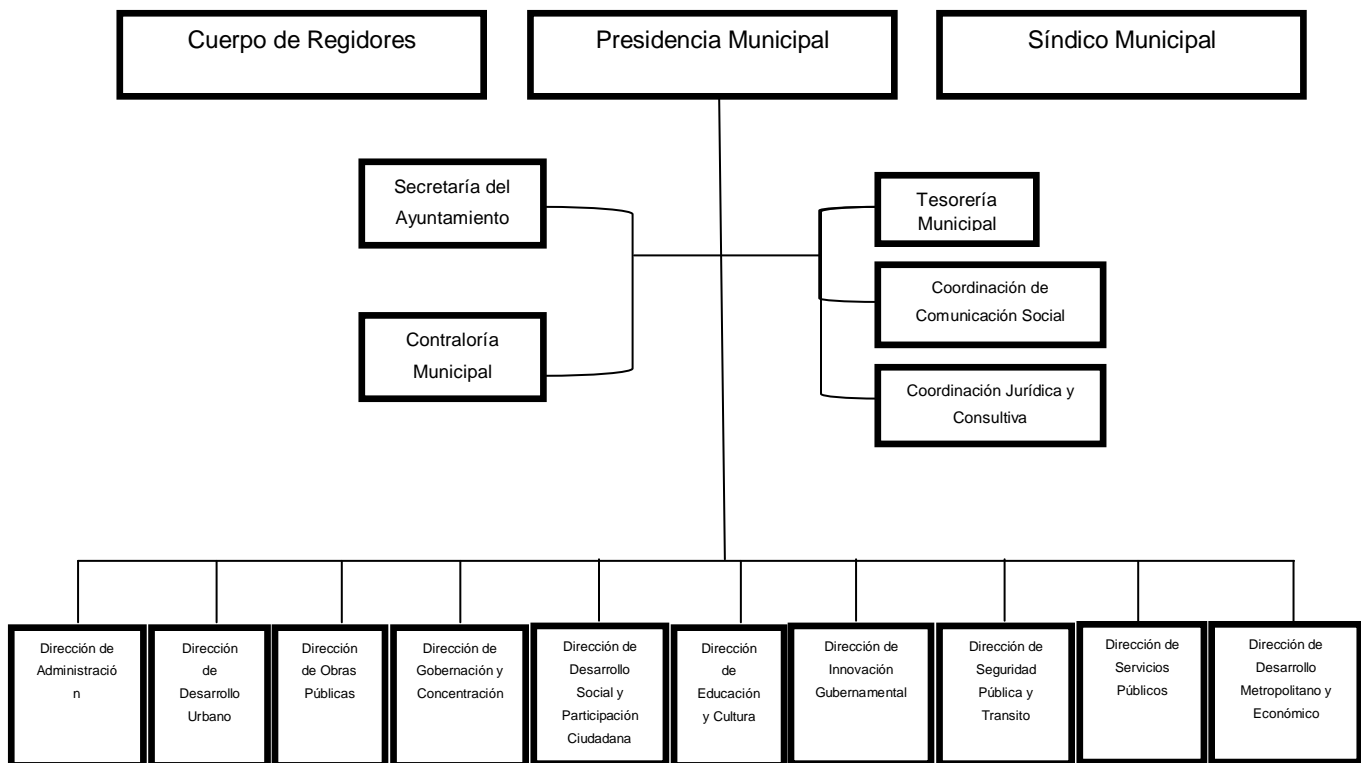 Cuerpo de Regidores
Presidencia Municipal
Síndico Municipal
Secretaría del
Ayuntamiento
Tesorería
Municipal
Coordinación de
Comunicación Social
Contraloría
Municipal
Coordinación Jurídica y
Consultiva
Dirección de
Administració
n
Dirección
de
Desarrollo
Urbano
Dirección
de Obras
Públicas
Dirección de
Gobernación y
Concentración
Dirección de
Desarrollo
Social y
Participación
Ciudadana
Dirección
de
Educación
y Cultura
Dirección de
Innovación
Gubernamental
Dirección de
Seguridad
Pública y
Transito
Dirección de
Servicios
Públicos
Dirección de
Desarrollo
Metropolitano y
Económico